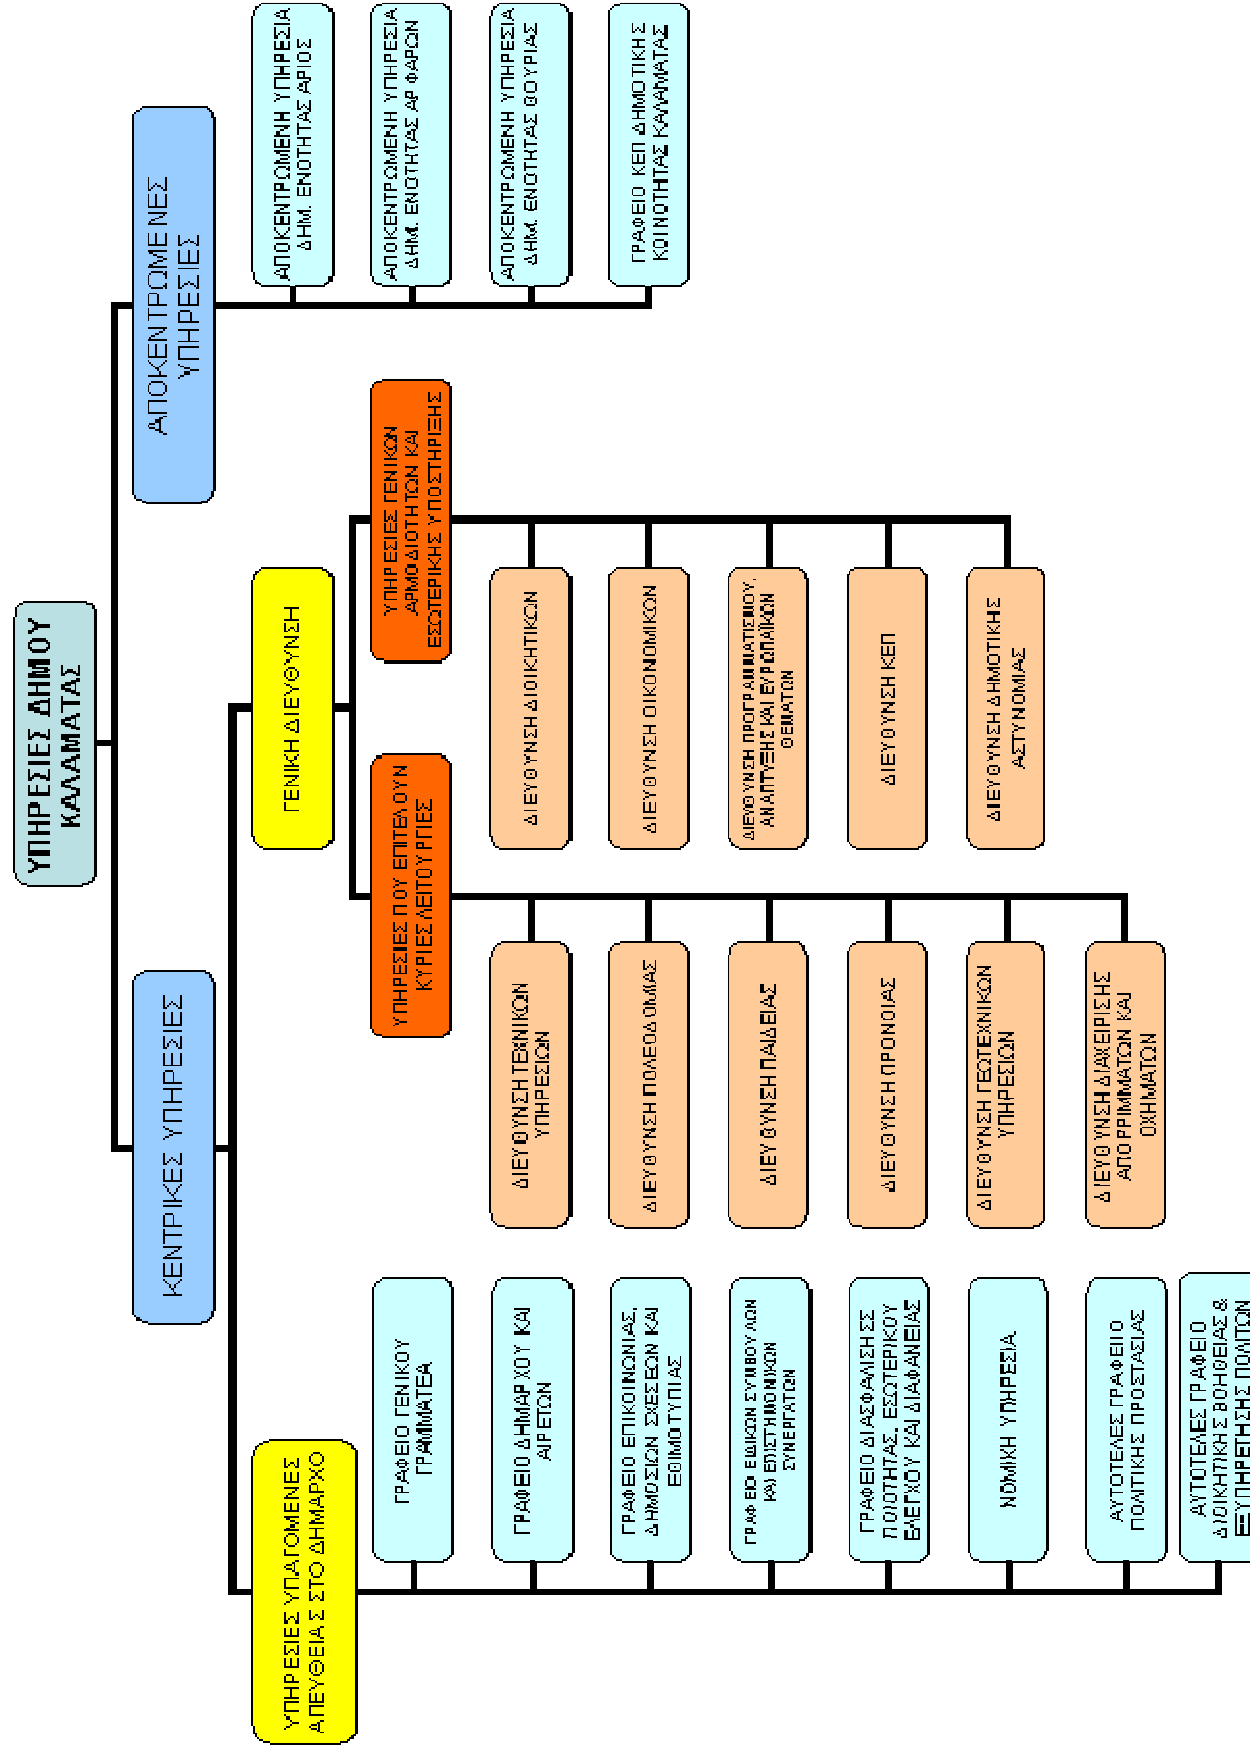 ΥΠΗΡΕΣΙΕΣ ΔΗΜΟΥ
ΚΑΛΑΜΑΤΑΣ
ΚΕΝΤΡΙΚΕΣ ΥΠΗΡΕΣΙΕΣ
ΑΠΟΚΕΝΤΡΩΜΕΝΕΣ
ΥΠΗΡΕΣΙΕΣ
ΥΠΗΡΕΣΙΕΣ ΥΠΑΓΟΜΕΝΕΣ
ΑΠΕΥΘΕΙΑΣ ΣΤΟ ΔΗΜΑΡΧΟ
ΓΕΝΙΚΗ ΔΙΕΥΘΥΝΣΗ
ΑΠΟΚΕΝΤΡΩΜΕΝΗ ΥΠΗΡΕΣΙΑ
ΔΗΜ. ΕΝΟΤΗΤΑΣ ΑΡΙΟΣ
ΓΡΑΦΕΙΟ ΓΕΝΙΚΟΥ
ΓΡΑΜΜΑΤΕΑ
ΥΠΗΡΕΣΙΕΣ ΠΟΥ ΕΠΙΤΕΛΟΥΝ
ΚΥΡΙΕΣ ΛΕΙΤΟΥΡΓΙΕΣ
ΥΠΗΡΕΣΙΕΣ ΓΕΝΙΚΩΝ
ΑΡΜΟΔΙΟΤΗΤΩΝ ΚΑΙ
ΕΣΩΤΕΡΙΚΗΣ ΥΠΟΣΤΗΡΙΞΗΣ
ΑΠΟΚΕΝΤΡΩΜΕΝΗ ΥΠΗΡΕΣΙΑ
ΔΗΜ. ΕΝΟΤΗΤΑΣ ΑΡ ΦΑΡΩΝ
ΓΡΑΦΕΙΟ ΔΗΜΑΡΧΟΥ ΚΑΙ
ΑΙΡΕΤΩΝ
ΔΙΕΥΘΥΝΣΗ ΤΕΧΝΙΚΩΝ
ΥΠΗΡΕΣΙΩΝ
ΔΙΕΥΘΥΝΣΗ ΔΙΟΙΚΗΤΙΚΩΝ
ΑΠΟΚΕΝΤΡΩΜΕΝΗ ΥΠΗΡΕΣΙΑ
ΔΗΜ. ΕΝΟΤΗΤΑΣ ΘΟΥΡΙΑΣ
ΓΡΑΦΕΙΟ ΕΠΙΚΟΙΝΩΝΙΑΣ,
ΔΗΜΟΣΙΩΝ ΣΧΕΣΕΩΝ ΚΑΙ
ΕΘΙΜΟΤΥΠΙΑΣ
ΔΙΕΥΘΥΝΣΗ ΠΟΛΕΟΔΟΜΙΑΣ
ΔΙΕΥΘΥΝΣΗ ΟΙΚΟΝΟΜΙΚΩΝ
ΓΡΑΦΕΙΟ ΚΕΠ ΔΗΜΟΤΙΚΗΣ
ΚΟΙΝΟΤΗΤΑΣ ΚΑΛΑΜΑΤΑΣ
ΓΡΑΦΕΙΟ ΕΙΔΙΚΩΝ ΣΥΜΒΟΥΛΩΝ
ΚΑΙ ΕΠΙΣΤΗΜΟΝΙΚΩΝ
ΣΥΝΕΡΓΑΤΩΝ
ΔΙΕΥΘΥΝΣΗ ΠΑΙΔΕΙΑΣ
ΔΙΕΥΘΥΝΣΗ ΠΡΟΓΡΑΜΜΑΤΙΣΜΟΥ,
ΑΝΑΠΤΥΞΗΣ ΚΑΙ ΕΥΡΩΠΑΪΚΩΝ
ΘΕΜΑΤΩΝ
ΓΡΑΦΕΙΟ ΔΙΑΣΦΑΛΙΣΗΣ Σ
ΠΟΙΟΤΗΤΑΣ, ΕΣΩΤΕΡΙΚΟΥ
ΕΛΕΓΧΟΥ ΚΑΙ ΔΙΑΦΑΝΕΙΑΣ
ΔΙΕΥΘΥΝΣΗ ΠΡΟΝΟΙΑΣ
ΔΙΕΥΘΥΝΣΗ ΚΕΠ
ΝΟΜΙΚΗ ΥΠΗΡΕΣΙΑ
ΔΙΕΥΘΥΝΣΗ ΓΕΩΤΕΧΝΙΚΩΝ
ΥΠΗΡΕΣΙΩΝ
ΔΙΕΥΘΥΝΣΗ ΔΗΜΟΤΙΚΗΣ
ΑΣΤΥΝΟΜΙΑΣ
ΑΥΤΟΤΕΛΕΣ ΓΡΑΦΕΙΟ
ΠΟΛΙΤΙΚΗΣ ΠΡΟΣΤΑΣΙΑΣ
ΔΙΕΥΘΥΝΣΗ ΔΙΑΧΕΙΡΙΣΗΣ
ΑΠΟΡΡΙΜΜΑΤΩΝ ΚΑΙ
ΟΧΗΜΑΤΩΝ
ΑΥΤΟΤΕΛΕΣ ΓΡΑΦΕΙΟ
ΔΙΟΙΚΗΤΙΚΗΣ ΒΟΗΘΕΙΑΣ &
ΕΞΥΠΗΡΕΤΗΣΗΣ ΠΟΛΙΤΩΝ